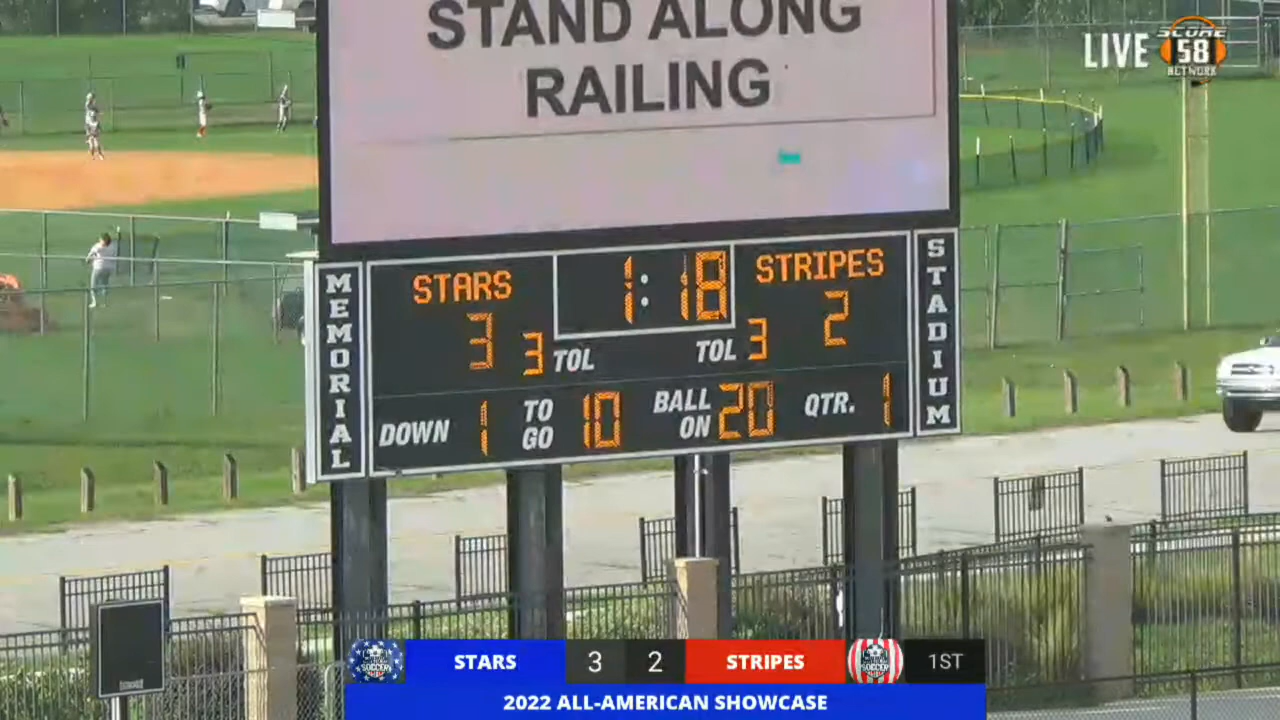 STAND ALONG
RAILING
LIVE
SCORE
58
NETWORK
MEMORIAL
STADIUM
STARS 1:18 STRIPES
3 3 TOL TOL 3 2
DOWN 1 TO GO 10 BALL ON 20 QTR. 1
STARS 3 2 STRIPES 1ST
SOCCER
SOCCER
2022 ALL-AMERICAN SHOWCASE